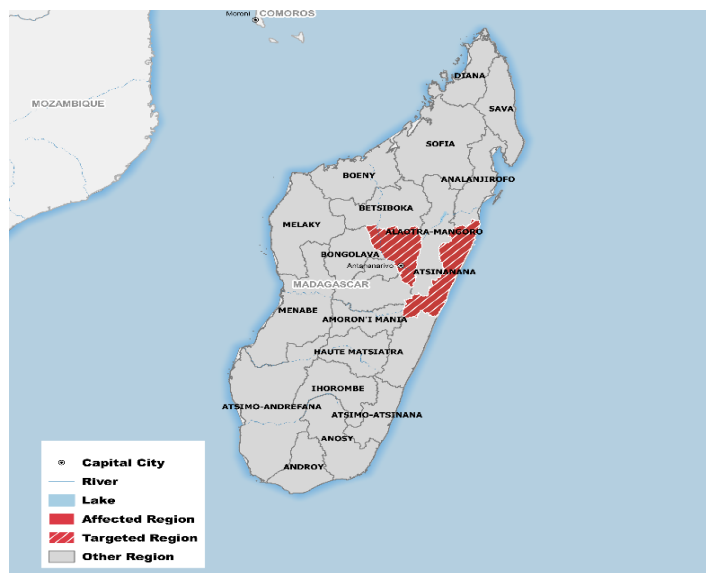 Moroni
COMOROS
DIANA
MOZAMBIQUE
SAVA
SOFIA
BOENY
ANALANJIROFO
BETSIBOKA
MELAKY
ALAOTRA-MANGORO
BONGOLAVA
Antananarivo
ATSINANANA
MADAGASCAR
MENABE
AMORON'I MANIA
HAUTE MATSIATRA
IHOROMBE
ATSIMO-ANDREFANA
ATSIMO-ATSINANA
ANOSY
ANDROY
Capital City
River
Lake
Affected Region
Targeted Region
Other Region